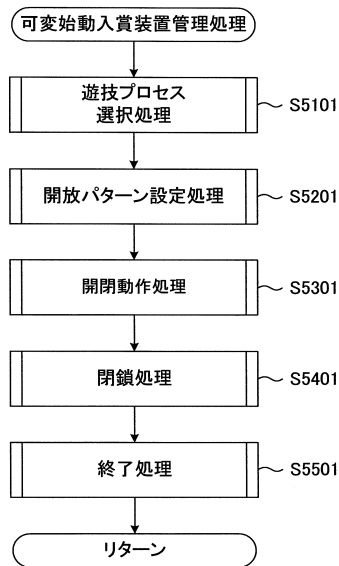 可変始動入賞装置管理処理
遊技プロセス
選択処理
S5101
開放パターン設定処理
S5201
開閉動作処理
S5301
閉鎖処理
S5401
終了処理
S5501
リターン